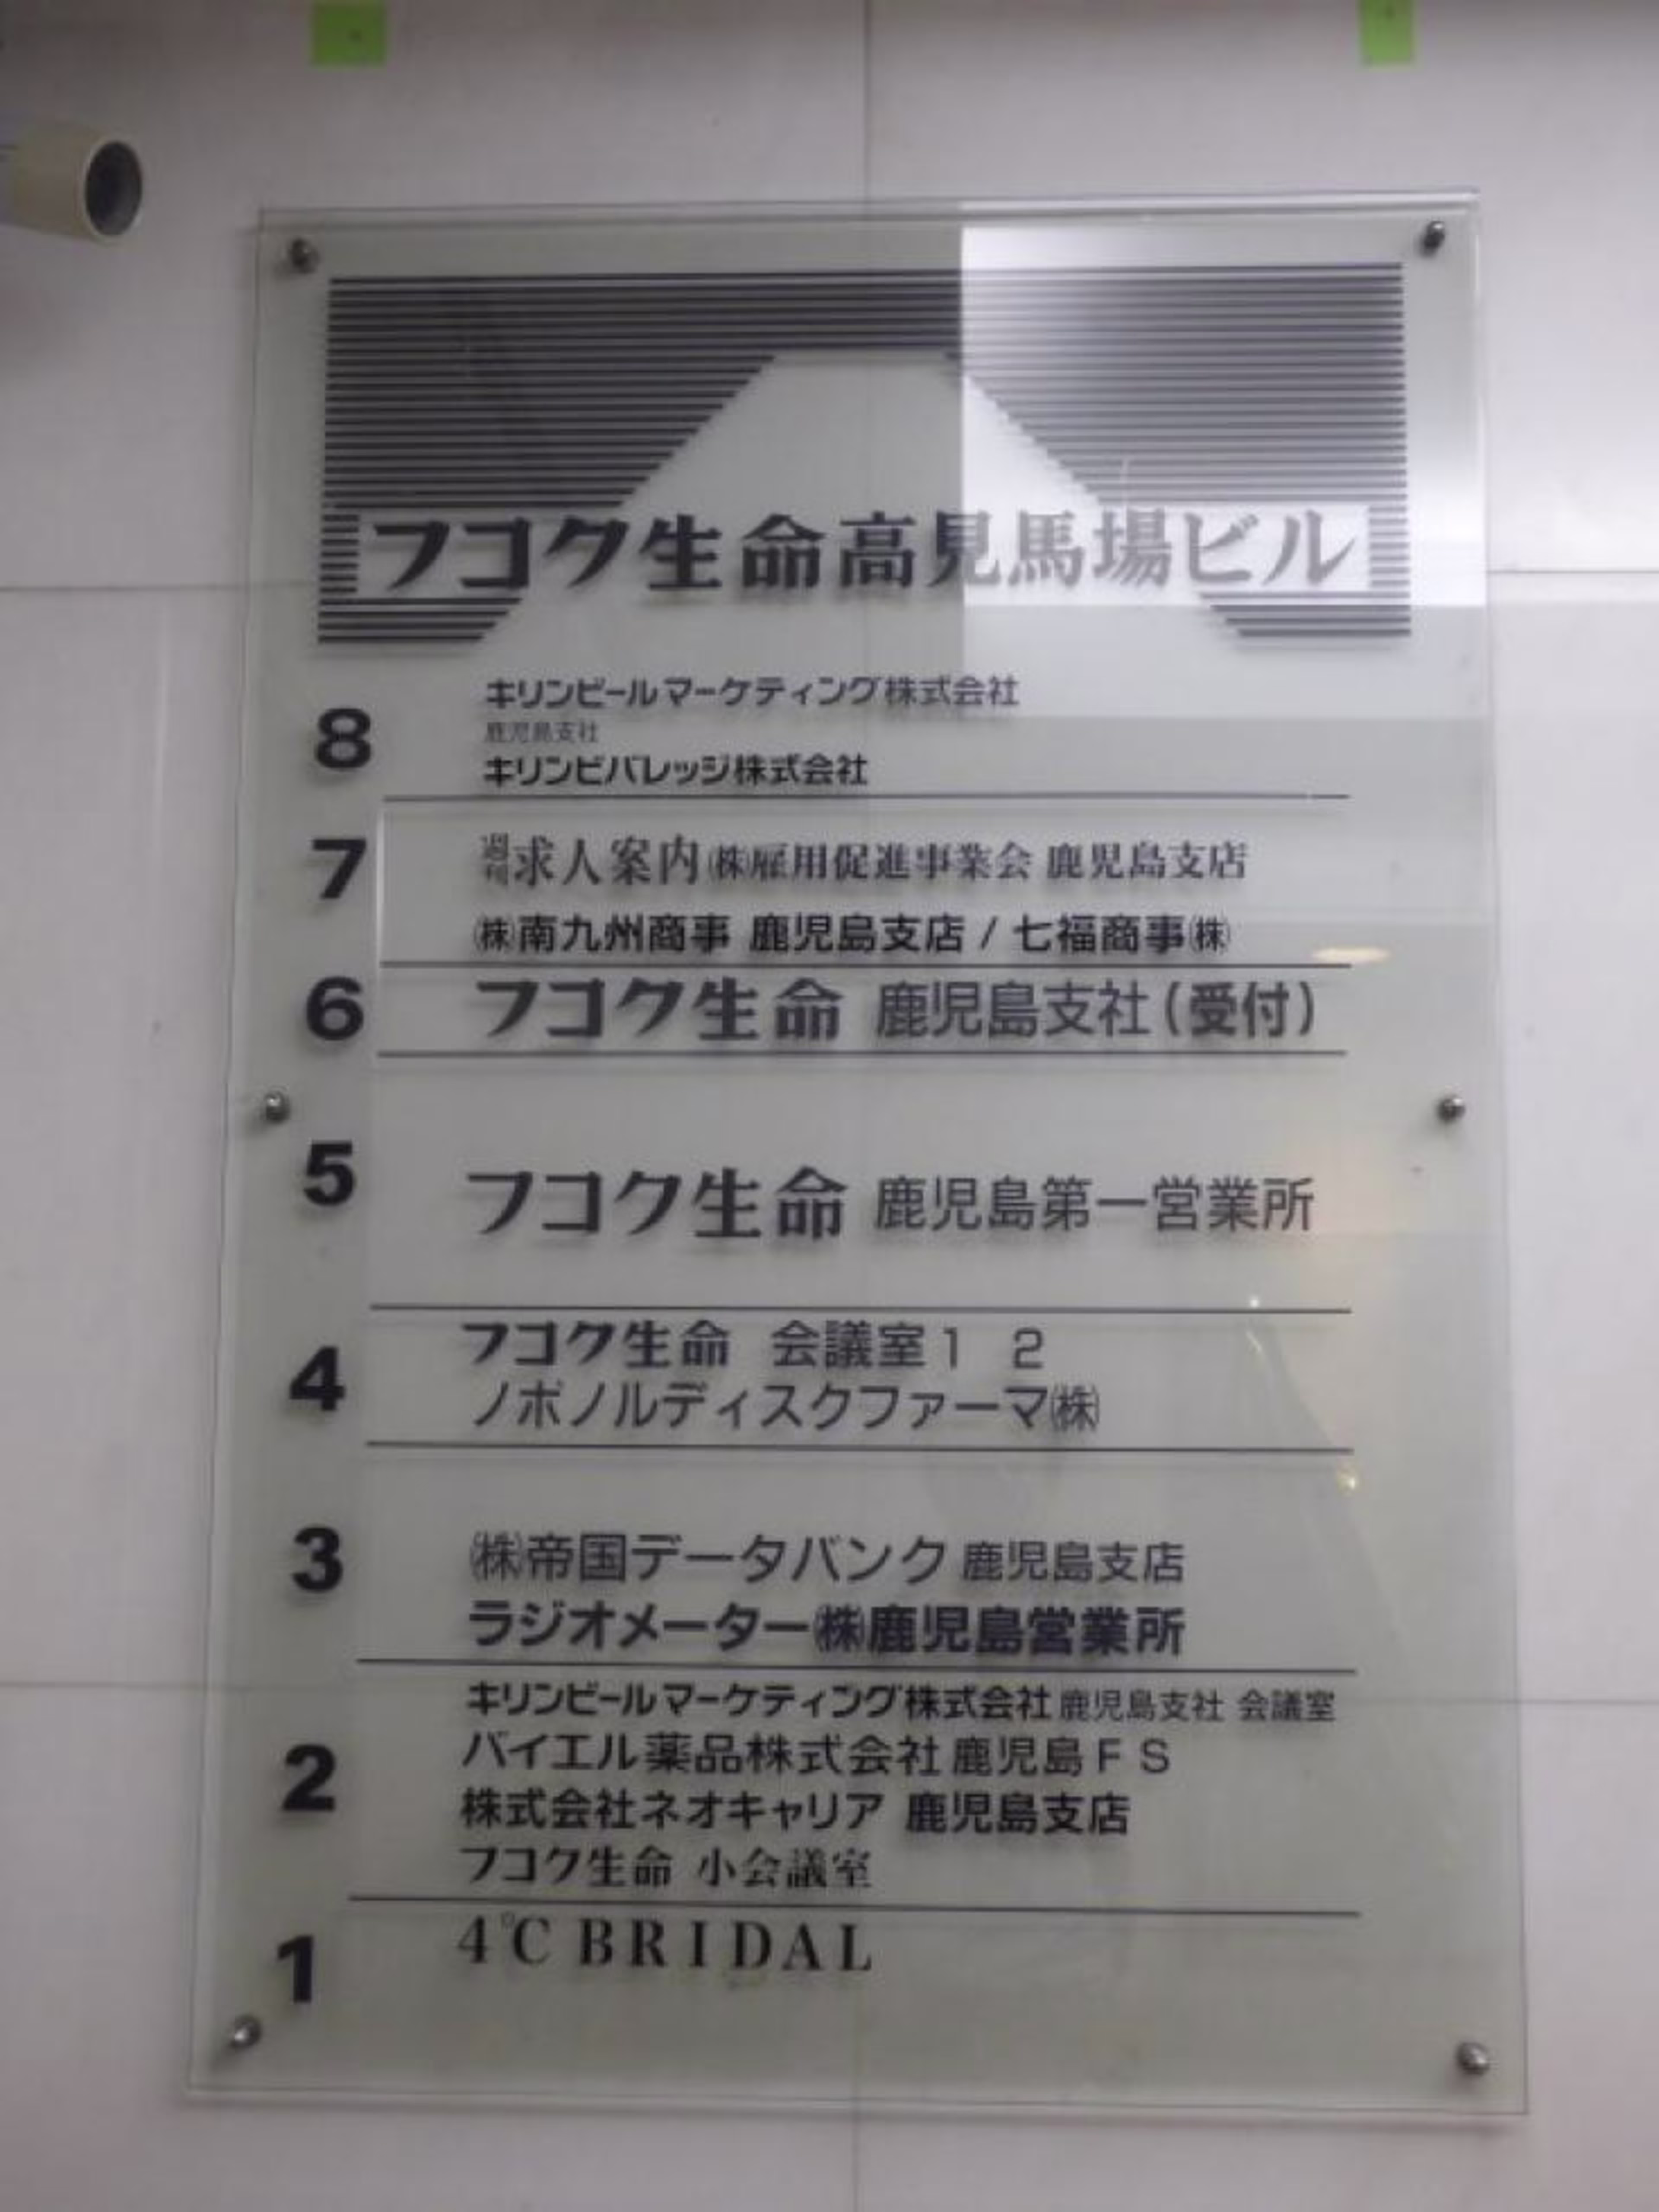 フコク生命高見馬場ビル
8
キリンビールマーケティング株式会社
鹿児島支社
キリンビバレッジ株式会社
7
週刊求人案内㈱雇用促進事業会 鹿児島支店
㈱南九州商事 鹿児島支店 / 七福商事㈱
6
フコク生命 鹿児島支社(受付)
5
フコク生命 鹿児島第一営業所
4
フコク生命 会議室1 2
ノボノルディスクファーマ㈱
3
㈱帝国データバンク 鹿児島支店
ラジオメーター㈱鹿児島営業所
2
キリンビールマーケティング株式会社 鹿児島支社 会議室
バイエル薬品株式会社 鹿児島FS
株式会社ネオキャリア 鹿児島支店
フコク生命 小会議室
1
4℃ BRIDAL